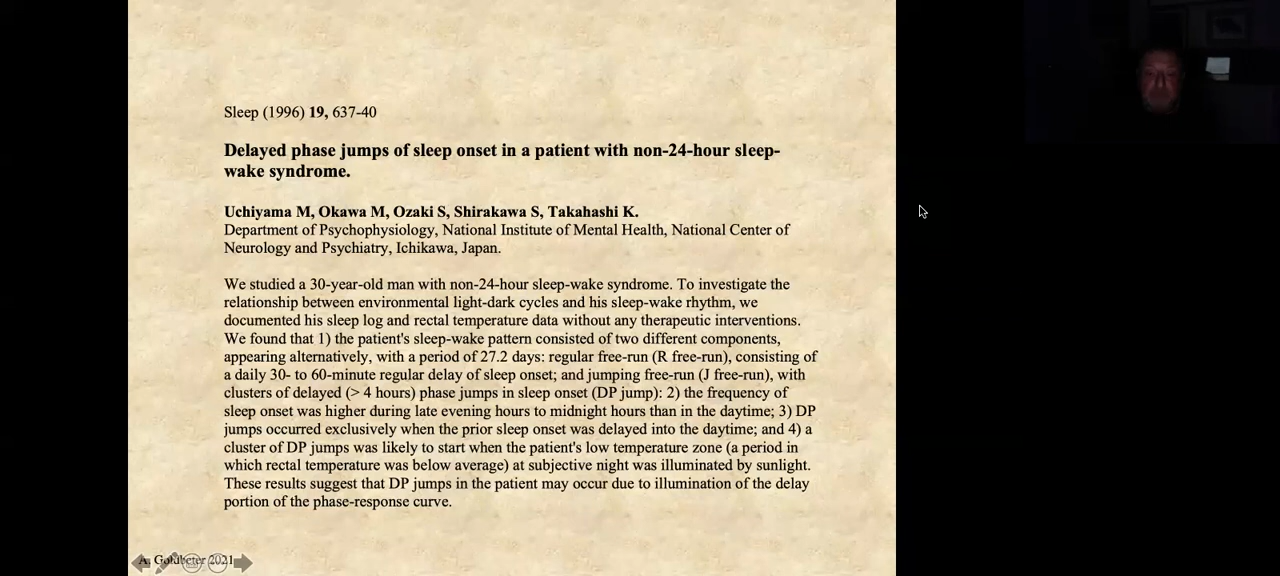 Sleep (1996) 19, 637-40
Delayed phase jumps of sleep onset in a patient with non-24-hour sleep-
wake syndrome.
Uchiyama M, Okawa M, Ozaki S, Shirakawa S, Takahashi K.
Department of Psychophysiology, National Institute of Mental Health, National Center of
Neurology and Psychiatry, Ichikawa, Japan.
We studied a 30-year-old man with non-24-hour sleep-wake syndrome. To investigate the
relationship between environmental light-dark cycles and his sleep-wake rhythm, we
documented his sleep log and rectal temperature data without any therapeutic interventions.
We found that 1) the patient's sleep-wake pattern consisted of two different components,
appearing alternatively, with a period of 27.2 days: regular free-run (R free-run), consisting of
a daily 30- to 60-minute regular delay of sleep onset; and jumping free-run (J free-run), with
clusters of delayed (> 4 hours) phase jumps in sleep onset (DP jump): 2) the frequency of
sleep onset was higher during late evening hours to midnight hours than in the daytime; 3) DP
jumps occurred exclusively when the prior sleep onset was delayed into the daytime; and 4) a
cluster of DP jumps was likely to start when the patient's low temperature zone (a period in
which rectal temperature was below average) at subjective night was illuminated by sunlight.
These results suggest that DP jumps in the patient may occur due to illumination of the delay
portion of the phase-response curve.
A. Goldbeter 2021